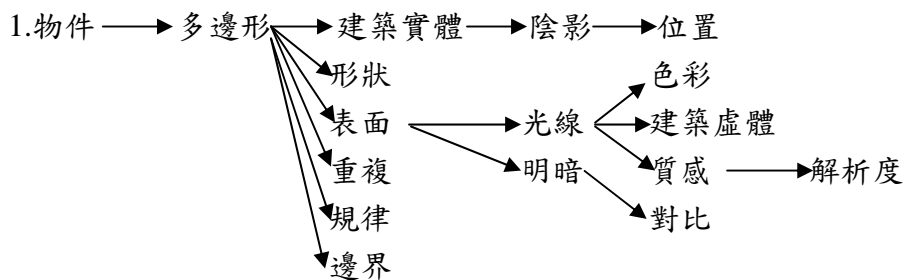 1.物件 多邊形 建築實體 陰影 位置
形狀 色彩
表面 光線 建築虛體
重複 明暗 質感 解析度
規律 對比
邊界